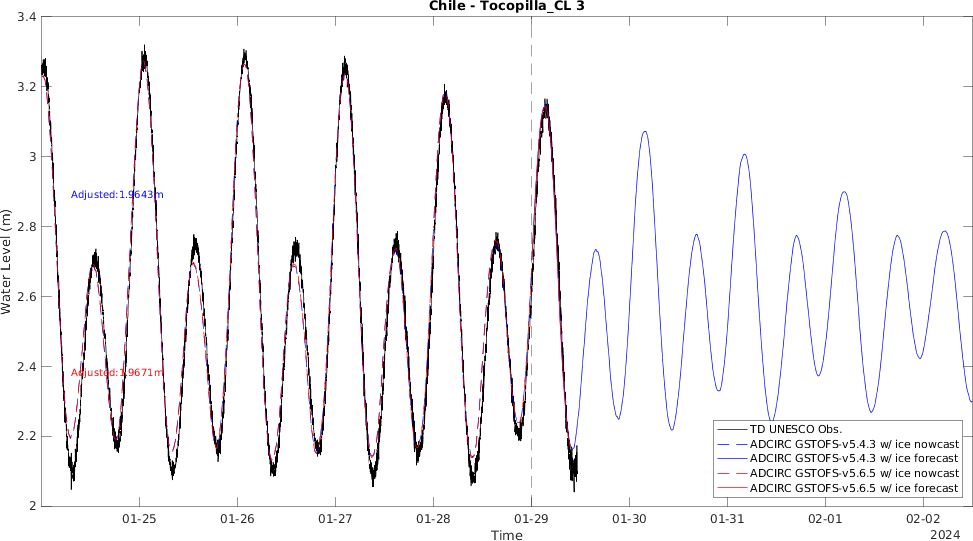 Chile - Tocopilla_CL 3
Water Level (m)
3.4
3.2
3
2.8
2.6
2.4
2.2
2
Adjusted:1.9643m
Adjusted:1.9671m
TD UNESCO Obs.
ADCIRC GSTOFS-v5.4.3 w/ ice nowcast
ADCIRC GSTOFS-v5.4.3 w/ ice forecast
ADCIRC GSTOFS-v5.6.5 w/ ice nowcast
ADCIRC GSTOFS-v5.6.5 w/ ice forecast
01-25 01-26 01-27 01-28 01-29 01-30 01-31 02-01 02-02
Time
2024